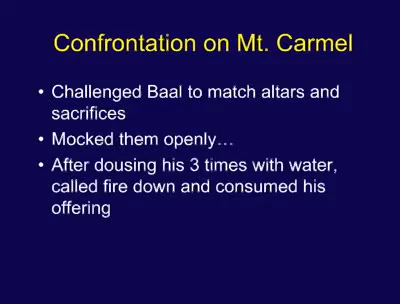 Confrontation on Mt. Carmel
• Challenged Baal to match altars and
sacrifices
• Mocked them openly…
• After dousing his 3 times with water,
called fire down and consumed his
offering